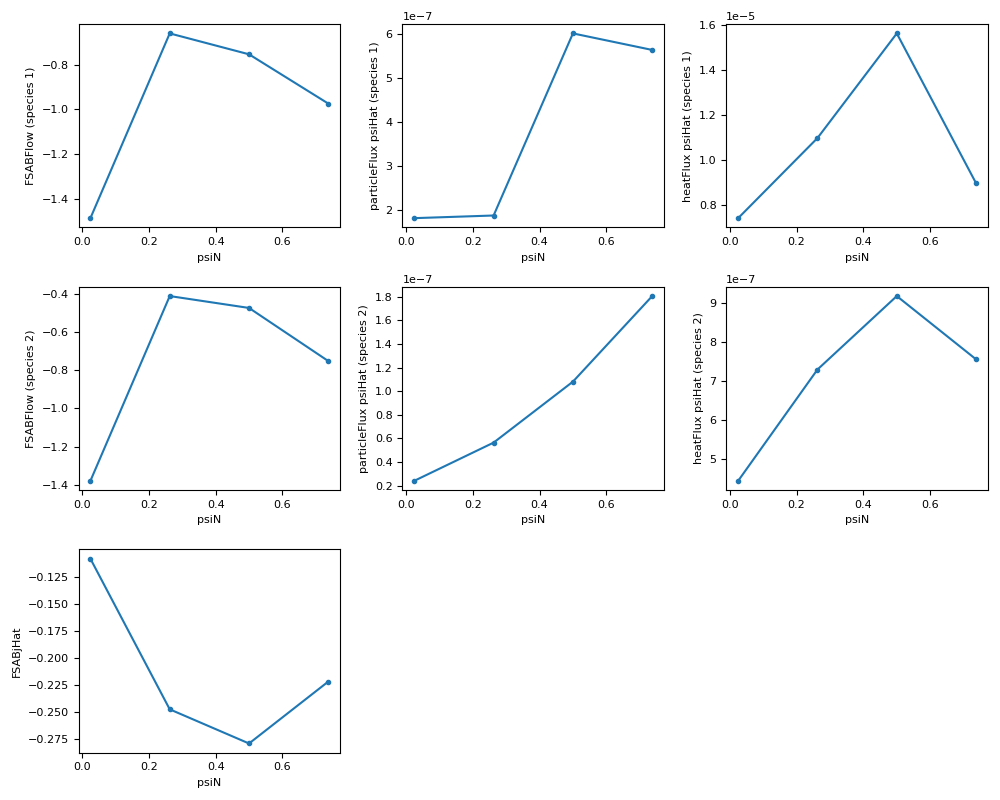 FSABFlow (species 1)
−0.8
−1.0
−1.2
−1.4
0.0 0.2 0.4 0.6
psiN
1e−7
particleFlux psiHat (species 1)
6
5
4
3
2
0.0 0.2 0.4 0.6
psiN
1e−5
heatFlux psiHat (species 1)
1.6
1.4
1.2
1.0
0.8
0.0 0.2 0.4 0.6
psiN
FSABFlow (species 2)
−0.4
−0.6
−0.8
−1.0
−1.2
−1.4
0.0 0.2 0.4 0.6
psiN
1e−7
particleFlux psiHat (species 2)
1.8
1.6
1.4
1.2
1.0
0.8
0.6
0.4
0.2
0.0 0.2 0.4 0.6
psiN
1e−7
heatFlux psiHat (species 2)
9
8
7
6
5
0.0 0.2 0.4 0.6
psiN
FSABjHat
−0.125
−0.150
−0.175
−0.200
−0.225
−0.250
−0.275
0.0 0.2 0.4 0.6
psiN